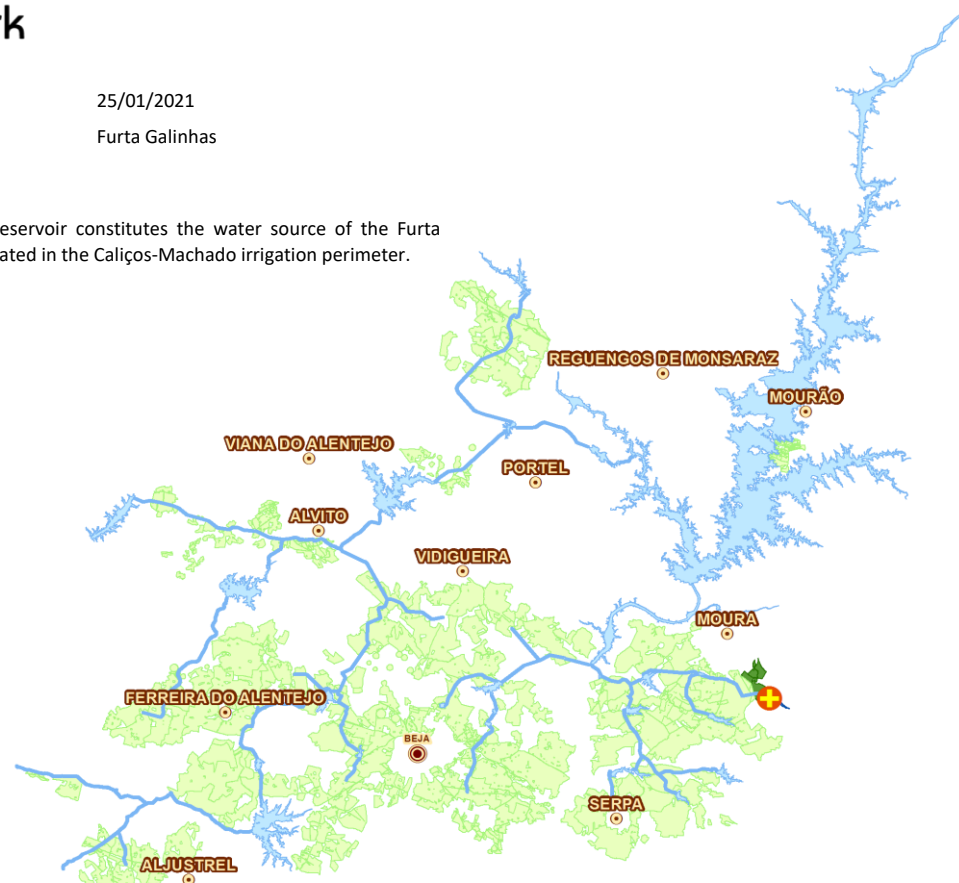 rk
25/01/2021
Furta Galinhas
eservoir constitutes the water source of the Furta
ated in the Caliços-Machado irrigation perimeter.
REGUENGOS DE MONSARAZ
MOURÃO
VIANA DO ALENTEJO
PORTEL
ALVITO
VIDIGUEIRA
MOURA
FERREIRA DO ALENTEJO
BEJA
SERPA
ALJUSTREL